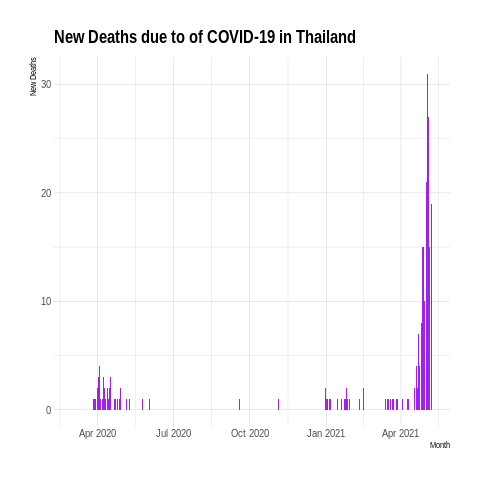 New Deaths due to of COVID-19 in Thailand
New Deaths
30
20
10
0
Apr 2020 Jul 2020 Oct 2020 Jan 2021 Apr 2021
Month